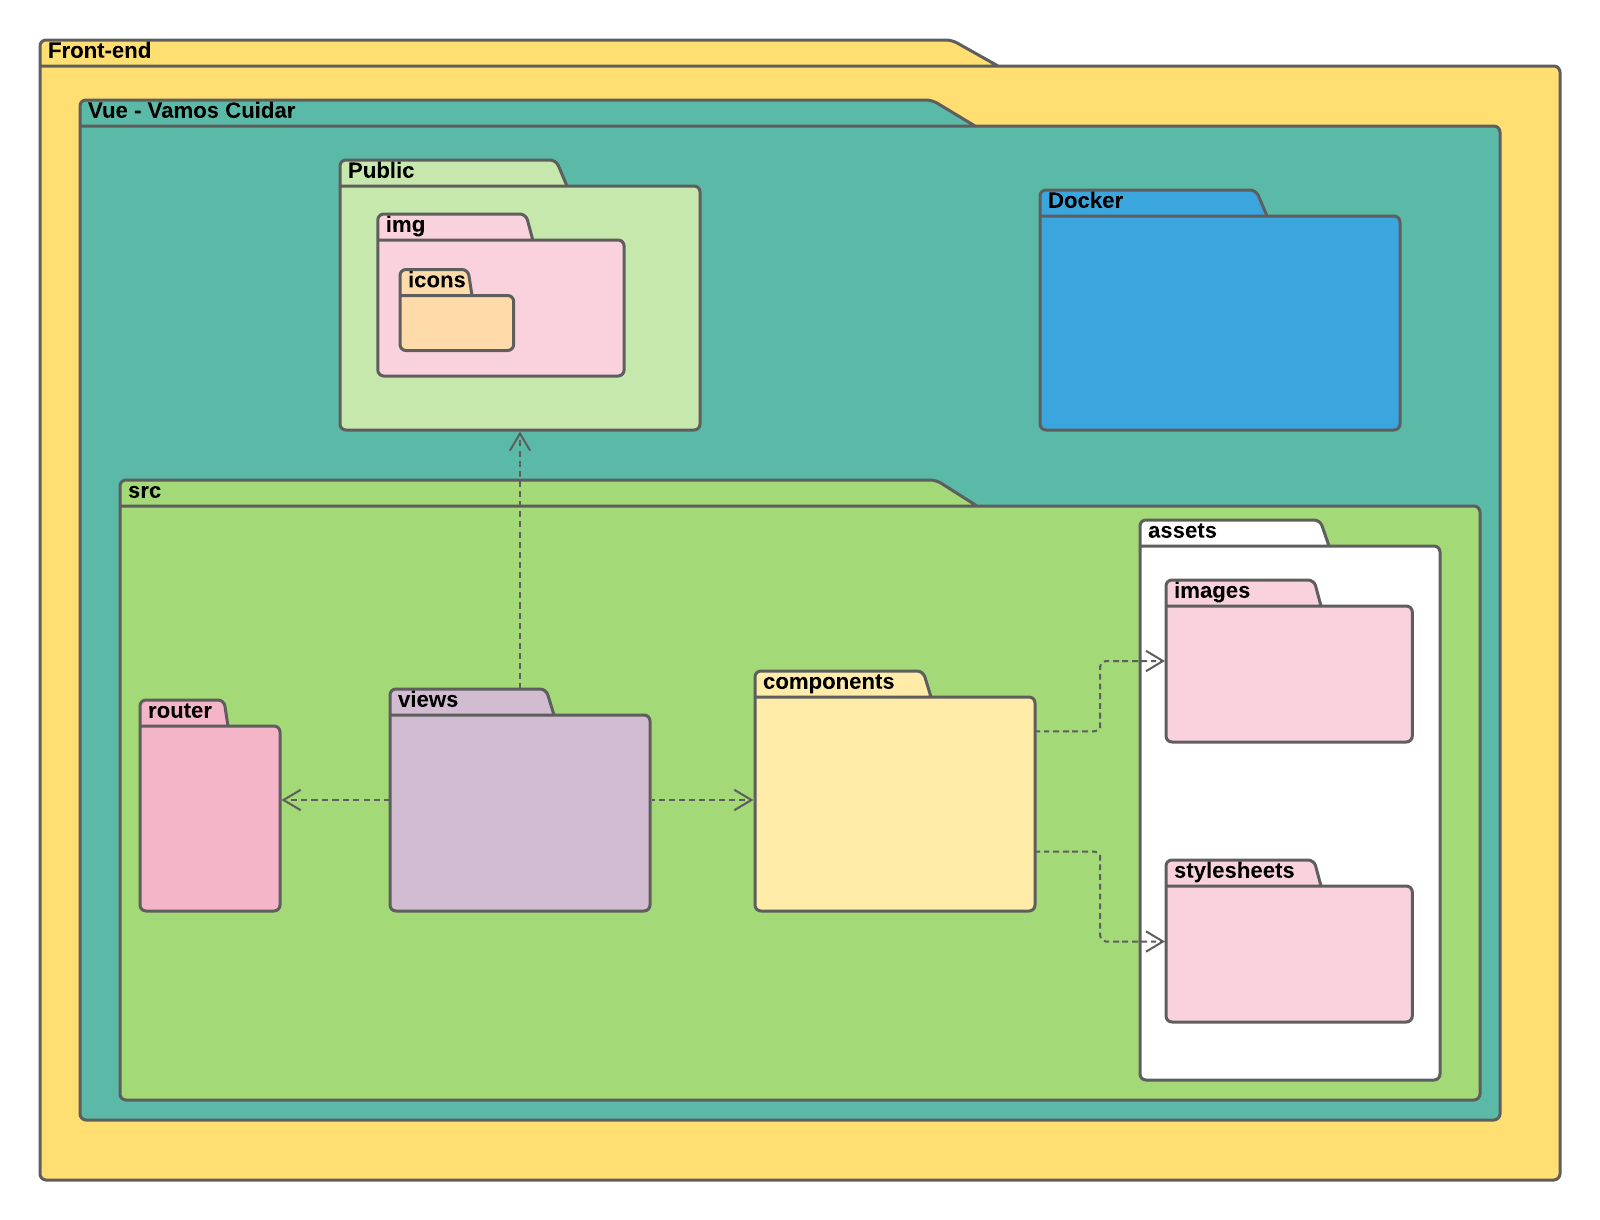 Front-end
Vue - Vamos Cuidar
Public
img
icons
Docker
src
assets
images
components
views
router
stylesheets